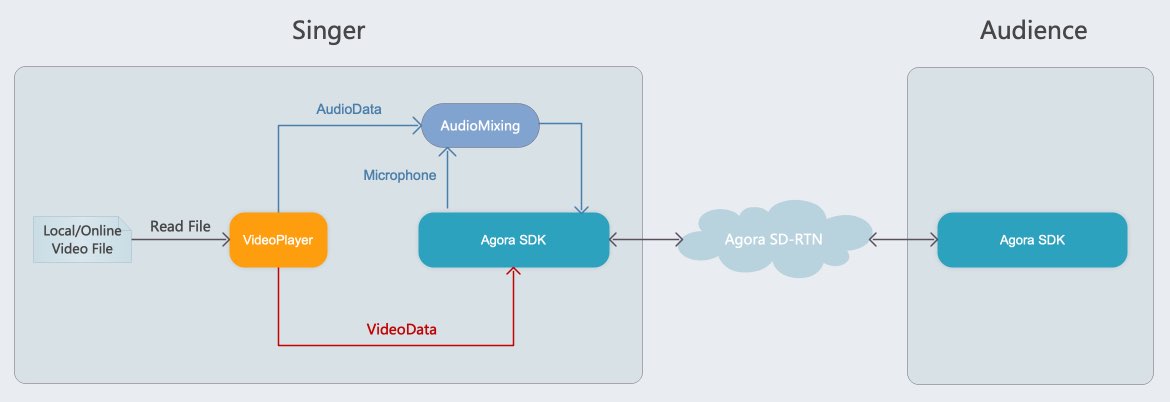 Singer
Audience
AudioData
AudioMixing
Microphone
Local/Online
Video File
Read File
VideoPlayer
Agora SDK
Agora SD-RTN
Agora SDK
VideoData